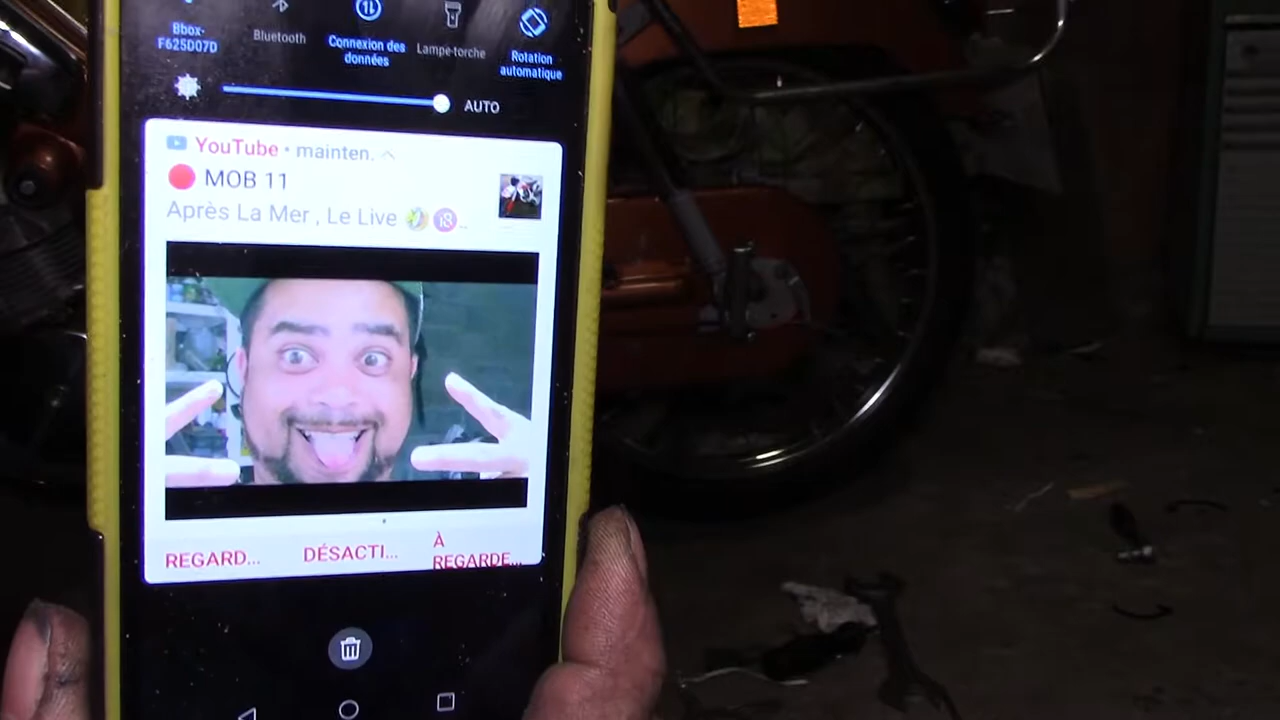 Bbox-
F625D07D
Bluetooth
Connexion des
données
Lampe-torche
Rotation
automatique
AUTO
YouTube • mainten.
MOB 11
Après La Mer , Le Live 🤣🔞...
REGARD...
DÉSACTI...
À
REGARDE...